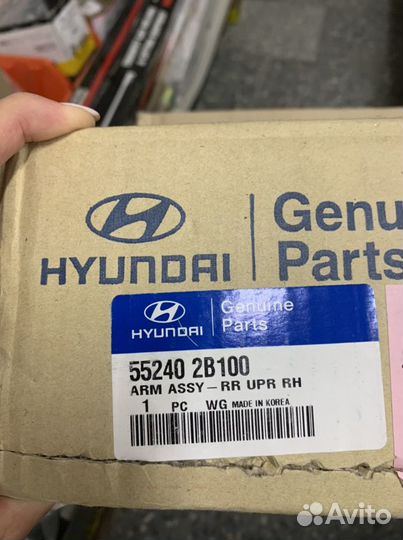 HYUNDAI
Genu
Parts
HYUNDAI
Genuine
Parts
55240 2B100
ARM ASSY-RR UPR RH
1 PC WG MADE IN KOREA
Avito